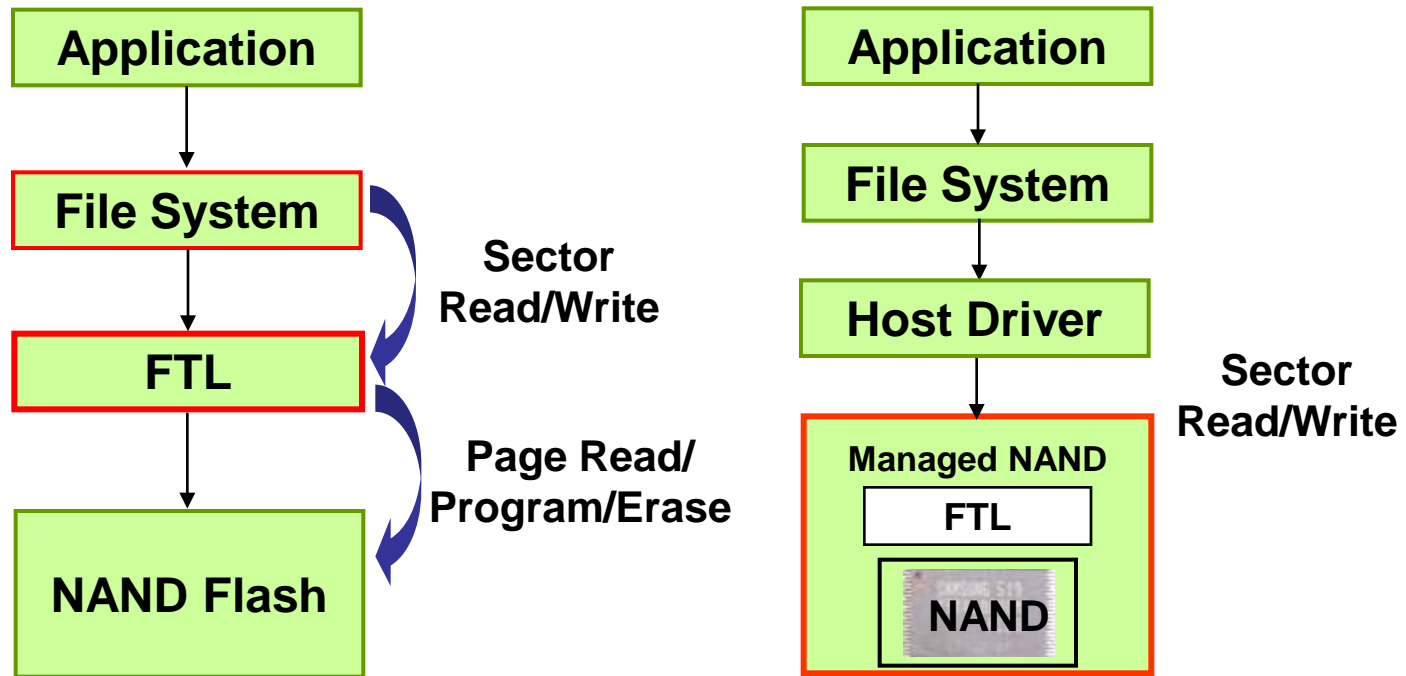 Application
File System
Sector
Read/Write
FTL
Page Read/
Program/Erase
NAND Flash
Application
File System
Host Driver
Sector
Read/Write
Managed NAND
FTL
NAND